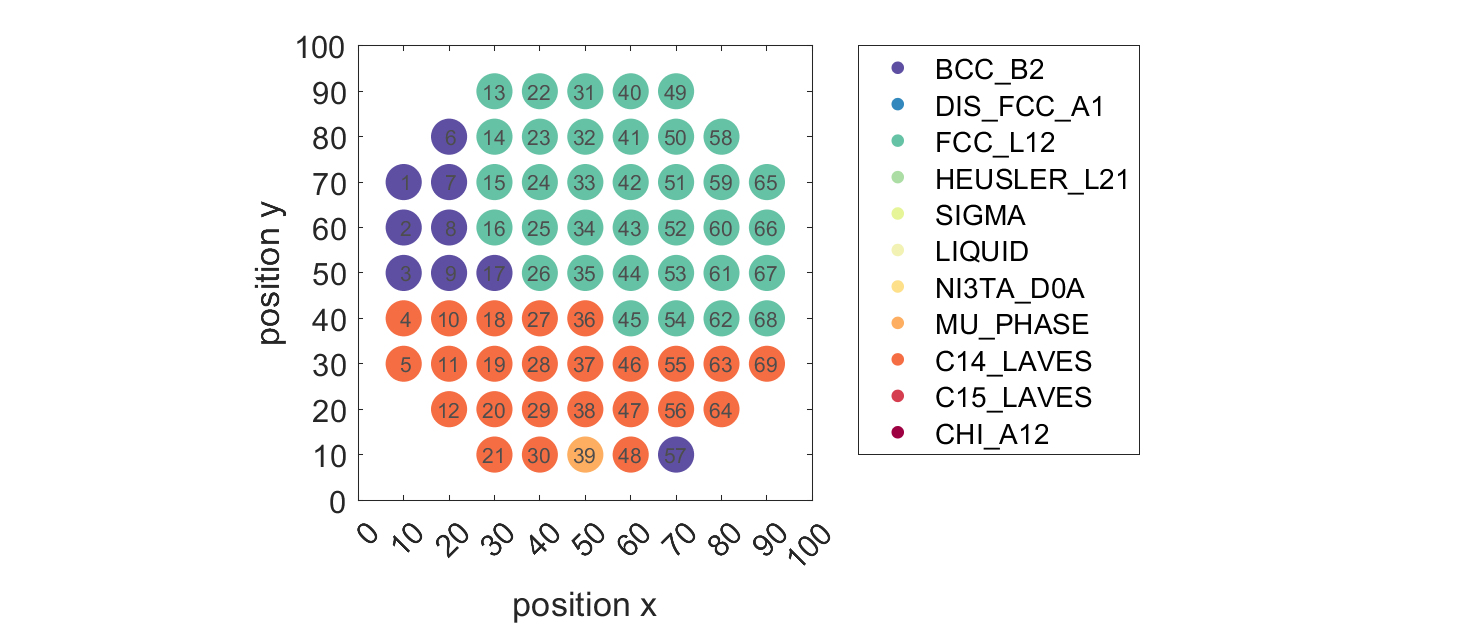 100
90
80
70
60
50
40
30
20
10
0
position y
13 22 31 40 49
6 14 23 32 41 50 58
1 7 15 24 33 42 51 59 65
2 8 16 25 34 43 52 60 66
3 9 17 26 35 44 53 61 67
4 10 18 27 36 45 54 62 68
5 11 19 28 37 46 55 63 69
12 20 29 38 47 56 64
21 30 39 48 57
0 10 20 30 40 50 60 70 80 90 100
position x
BCC_B2
DIS_FCC_A1
FCC_L12
HEUSLER_L21
SIGMA
LIQUID
NI3TA_D0A
MU_PHASE
C14_LAVES
C15_LAVES
CHI_A12